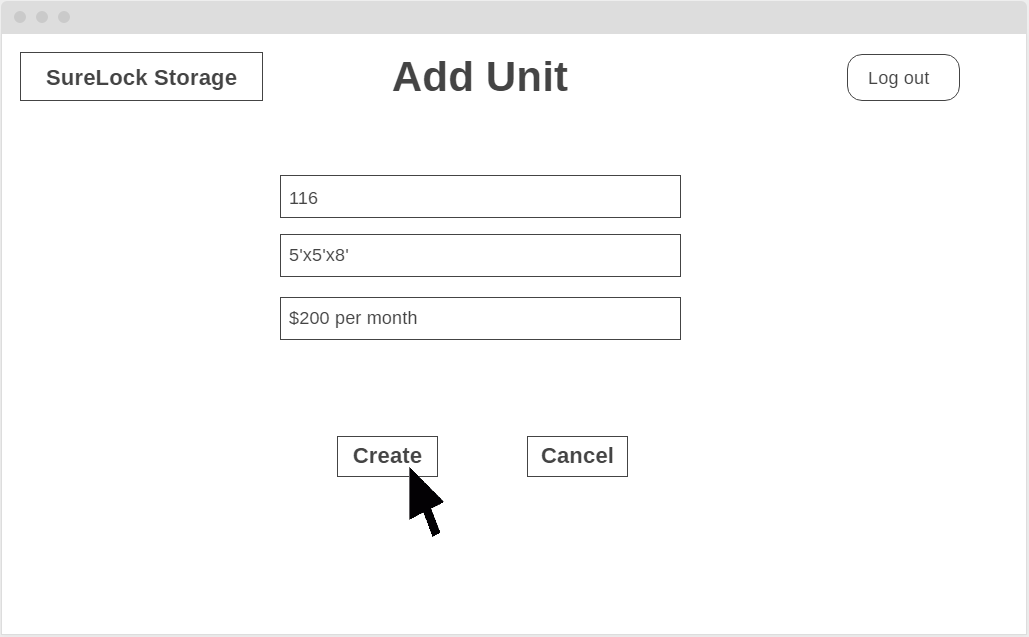 SureLock Storage
Add Unit
Log out
116
5'x5'x8'
$200 per month
Create
Cancel